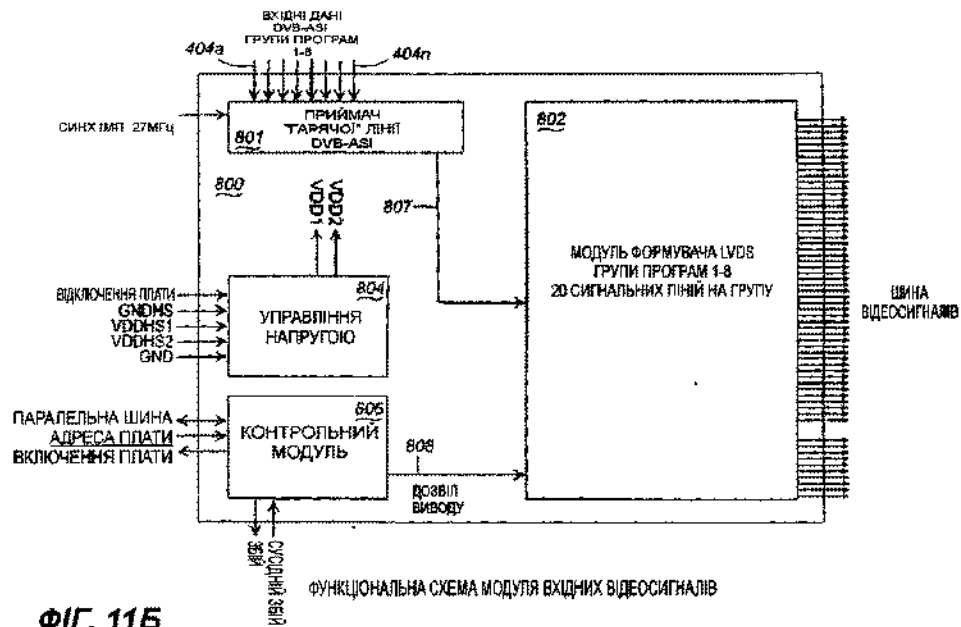 ВХІДНІ ДАНІ
DVB-ASI
ГРУПИ ПРОГРАМ
1-8
404a
404n
СИНХ ІМП 27МГц
ПРИЙМАЧ
"ГАРЯЧОЇ" ЛІНІЇ
DVB-ASI
801
802
800
VDD1
VDD2
807
МОДУЛЬ ФОРМУВАЧА LVDS
ГРУПИ ПРОГРАМ 1-8
20 СИГНАЛЬНИХ ЛІНІЙ НА ГРУПУ
ШИНА
ВІДЕОСИГНАЛІВ
ВІДКЛЮЧЕННЯ ПЛАТИ
GNDHS
VDDHS1
VDDHS2
GND
804
УПРАВЛІННЯ
НАПРУГОЮ
ПАРАЛЕЛЬНА ШИНА
АДРЕСА ПЛАТИ
ВКЛЮЧЕННЯ ПЛАТИ
КОНТРОЛЬНИЙ
МОДУЛЬ
ДОЗВІЛ
ВИВОДУ
ЗБІЙ
СУСІДНІЙ ЗБІЙ
ФУНКЦІОНАЛЬНА СХЕМА МОДУЛЯ ВХІДНИХ ВІДЕОСИГНАЛІВ
ФІГ. 11Б